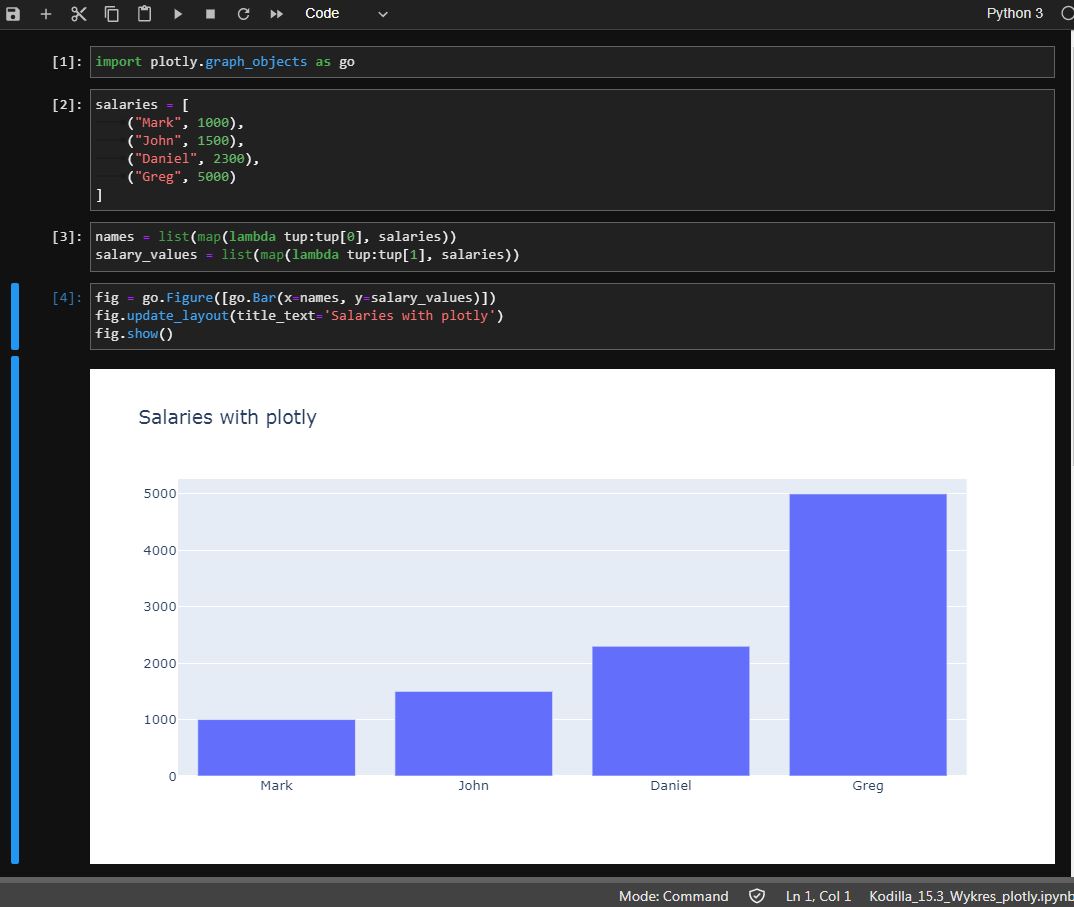 Code Python 3
[1]: import plotly.graph_objects as go
[2]: salaries = [
("Mark", 1000),
("John", 1500),
("Daniel", 2300),
("Greg", 5000)
]
[3]: names = list(map(lambda tup:tup[0], salaries))
salary_values = list(map(lambda tup:tup[1], salaries))
[4]: fig = go.Figure([go.Bar(x=names, y=salary_values)])
fig.update_layout(title_text='Salaries with plotly')
fig.show()
Salaries with plotly
5000
4000
3000
2000
1000
0
Mark John Daniel Greg
Mode: Command Ln 1, Col 1 Kodilla_15.3_Wykres_plotly.ipynb